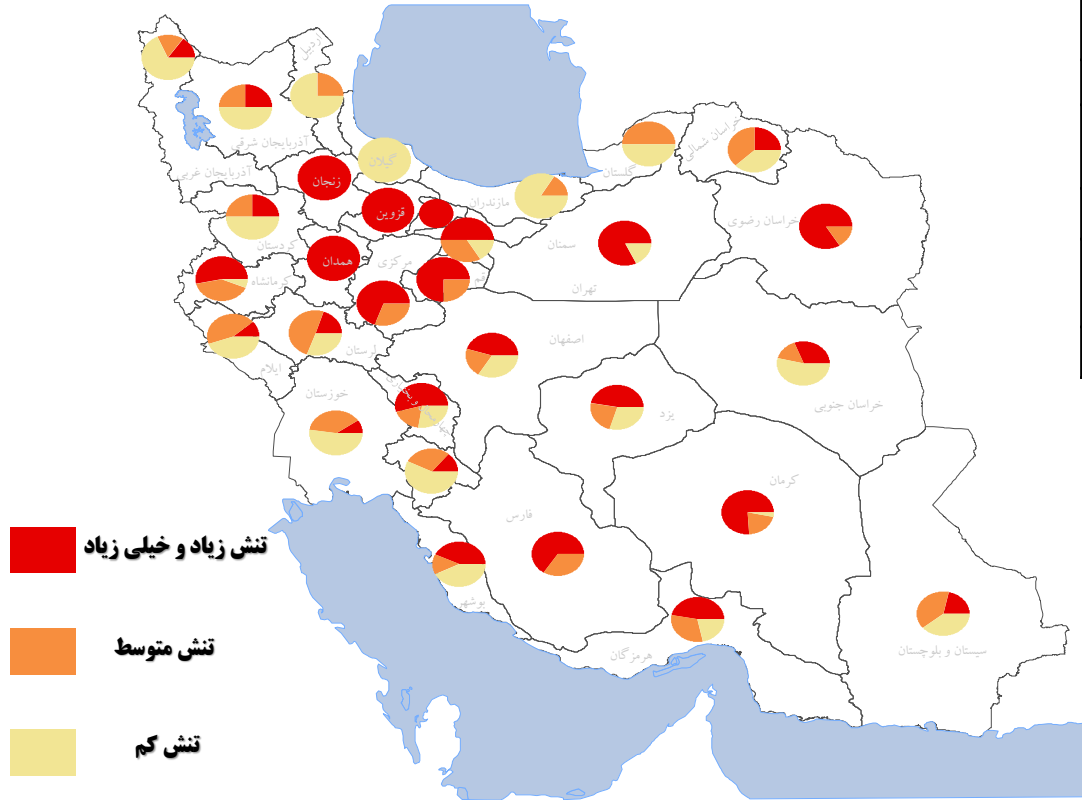 اردبیل
آذربایجان شرقی
گیلان
خراسان شمالی
آذربایجان غربی
زنجان
گلستان
مازندران
قزوین
خراسان رضوی
کردستان
سمنان
همدان
مرکزی
قم
کرمانشاه
تهران
اصفهان
لرستان
ایلام
خوزستان
خراسان جنوبی
یزد
کرمان
فارس
تنش زیاد و خیلی زیاد
بوشهر
تنش متوسط
سیستان و بلوچستان
هرمزگان
تنش کم